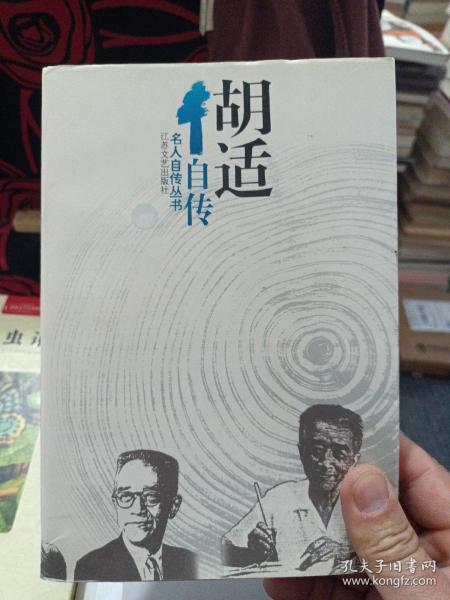 胡适
自传
名人自传丛书
江苏文艺出版社
虫
孔夫子旧书网
www.kongfz.com